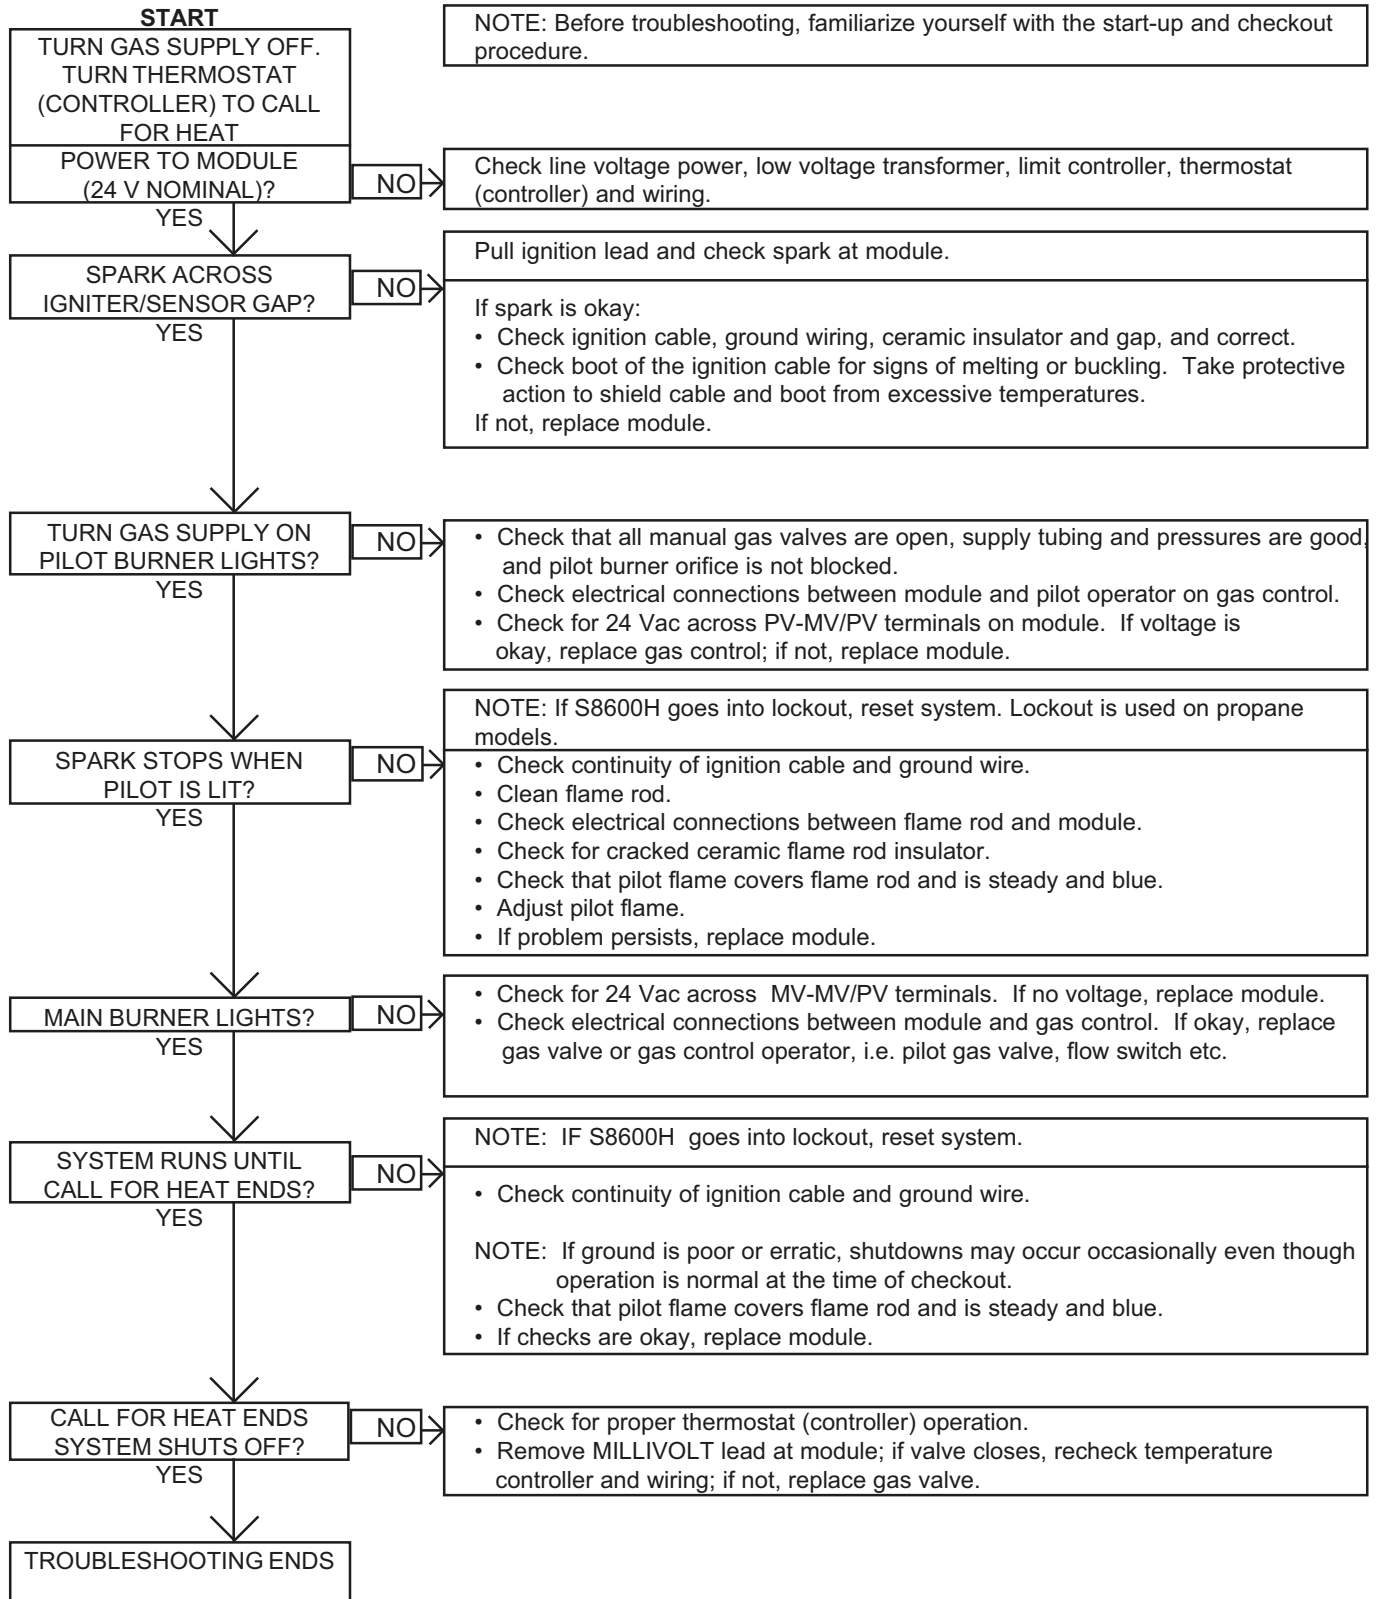 START
TURN GAS SUPPLY OFF.
TURN THERMOSTAT
(CONTROLLER) TO CALL
FOR HEAT
NOTE: Before troubleshooting, familiarize yourself with the start-up and checkout
procedure.
POWER TO MODULE
(24 V NOMINAL)?
NO
Check line voltage power, low voltage transformer, limit controller, thermostat
(controller) and wiring.
YES
SPARK ACROSS
IGNITER/SENSOR GAP?
NO
Pull ignition lead and check spark at module.
If spark is okay:
• Check ignition cable, ground wiring, ceramic insulator and gap, and correct.
• Check boot of the ignition cable for signs of melting or buckling. Take protective
action to shield cable and boot from excessive temperatures.
If not, replace module.
YES
TURN GAS SUPPLY ON
PILOT BURNER LIGHTS?
NO
• Check that all manual gas valves are open, supply tubing and pressures are good,
and pilot burner orifice is not blocked.
• Check electrical connections between module and pilot operator on gas control.
• Check for 24 Vac across PV-MV/PV terminals on module. If voltage is
okay, replace gas control; if not, replace module.
YES
SPARK STOPS WHEN
PILOT IS LIT?
NO
NOTE: If S8600H goes into lockout, reset system. Lockout is used on propane
models.
• Check continuity of ignition cable and ground wire.
• Clean flame rod.
• Check electrical connections between flame rod and module.
• Check for cracked ceramic flame rod insulator.
• Check that pilot flame covers flame rod and is steady and blue.
• Adjust pilot flame.
• If problem persists, replace module.
YES
MAIN BURNER LIGHTS?
NO
• Check for 24 Vac across MV-MV/PV terminals. If no voltage, replace module.
• Check electrical connections between module and gas control. If okay, replace
gas valve or gas control operator, i.e. pilot gas valve, flow switch etc.
YES
SYSTEM RUNS UNTIL
CALL FOR HEAT ENDS?
NO
NOTE: IF S8600H goes into lockout, reset system.
• Check continuity of ignition cable and ground wire.
NOTE: If ground is poor or erratic, shutdowns may occur occasionally even though
operation is normal at the time of checkout.
• Check that pilot flame covers flame rod and is steady and blue.
• If checks are okay, replace module.
YES
CALL FOR HEAT ENDS
SYSTEM SHUTS OFF?
NO
• Check for proper thermostat (controller) operation.
• Remove MILLIVOLT lead at module; if valve closes, recheck temperature
controller and wiring; if not, replace gas valve.
YES
TROUBLESHOOTING ENDS